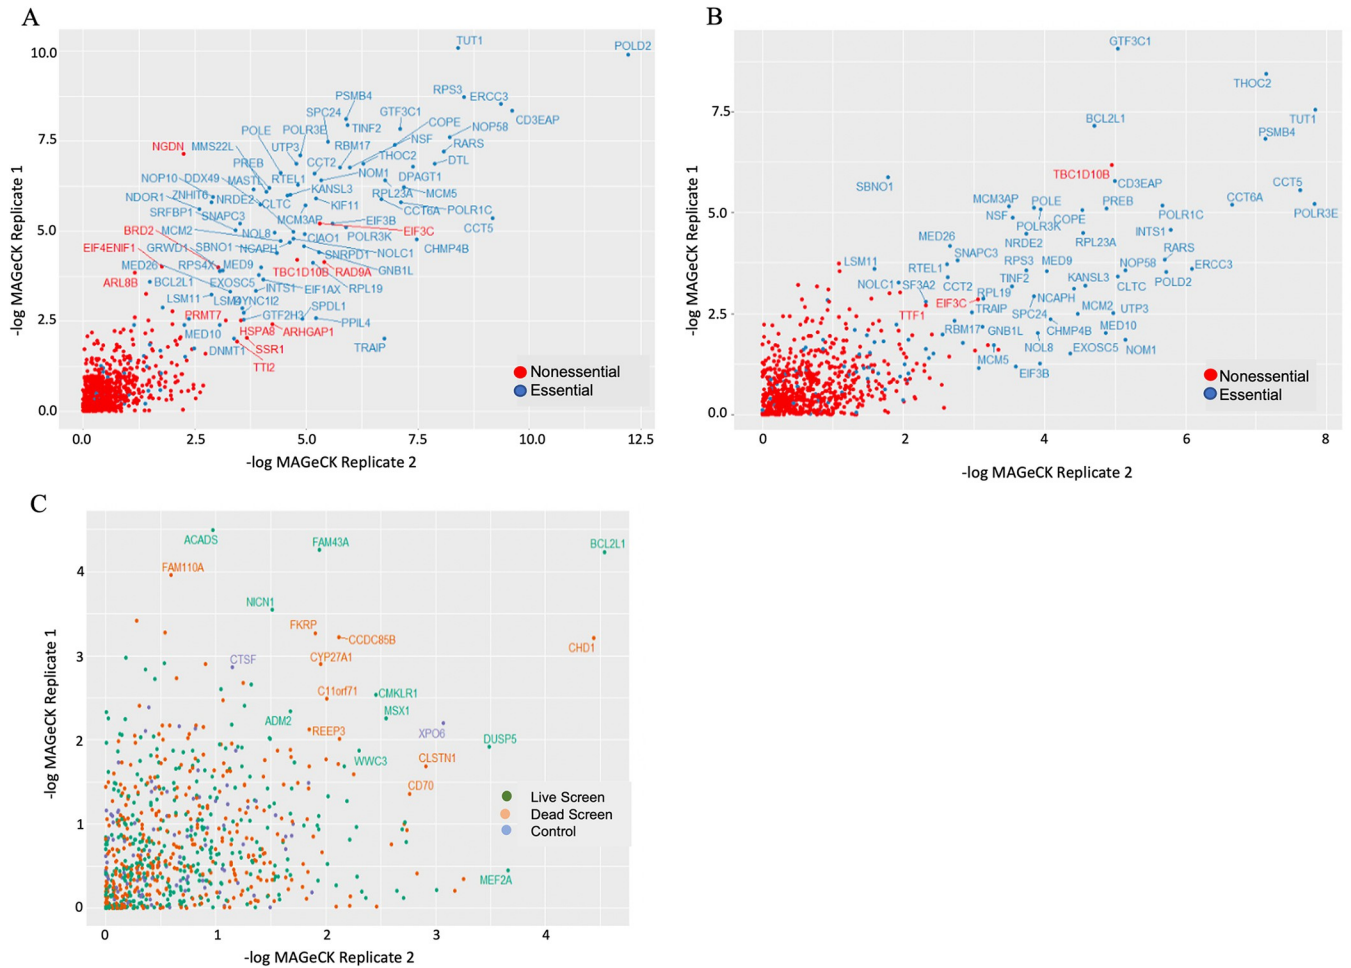 A
10.0
7.5
5.0
2.5
0.0
-log MAGeCK Replicate 1
TUT1
POLD2
RPS3
ERCC3
PSMB4
CD3EAP
SPC24
GTF3C1
COPE
TINF2
NOP58
POLE
POLR3E
NSF
RARS
NGDN
MMS22L
UTP3
RBM17
THOC2
DTL
PREB
CCT2
NOM1
DPAGT1
NOP10
DDX49
MASTL
RTEL1
NDOR1
ZNHIT6
NRDE2
CLTC
KANSL3
RPL23A
MCM5
SRFBP1
SNAPC3
MCM3AP
KIF11
CCT6A
POLR1C
BRD2
MCM2
NOL8
EIF3B
EIF3C
CCT5
EIF4ENIF1
GRWD1
SBNO1
NCAPH
CIAO1
POLR3K
CHMP4B
MED26
RPS4X
MED9
SNRPD1
NOLC1
ARL8B
BCL2L1
EXOSC5
TBC1D10B
RAD9A
GNB1L
LSM11
INTS1
EIF1AX
RPL19
PRMT7
GTF2H3
SPDL1
MED10
HSPA8
ARHGAP1
PPIL4
DNMT1
SSR1
TRAIP
TTI2
Nonessential
Essential
0.0
2.5
5.0
7.5
10.0
12.5
-log MAGeCK Replicate 2
B
7.5
5.0
2.5
0.0
-log MAGeCK Replicate 1
GTF3C1
THOC2
BCL2L1
TUT1
PSMB4
TBC1D10B
SBNO1
CD3EAP
CCT5
MCM3AP
POLE
PREB
CCT6A
NSF
COPE
POLR1C
POLR3E
POLR3K
MED26
NRDE2
RPL23A
INTS1
SNAPC3
RARS
LSM11
RTEL1
RPS3
MED9
NOP58
ERCC3
NOLC1
SF3A2
CCT2
TINF2
KANSL3
CLTC
POLD2
EIF3C
RPL19
NCAPH
TTF1
TRAIP
SPC24
MCM2
UTP3
RBM17
GNB1L
CHMP4B
MED10
MCM5
NOL8
EXOSC5
NOM1
EIF3B
Nonessential
Essential
0
2
4
6
8
-log MAGeCK Replicate 2
C
4
3
2
1
0
-log MAGeCK Replicate 1
ACADS
FAM43A
BCL2L1
FAM110A
NICN1
FKRP
CCDC85B
CHD1
CTSF
CYP27A1
C11orf71
CMKLR1
MSX1
ADM2
REEP3
XPO6
DUSP5
WWC3
CLSTN1
CD70
MEF2A
Live Screen
Dead Screen
Control
0
1
2
3
4
-log MAGeCK Replicate 2